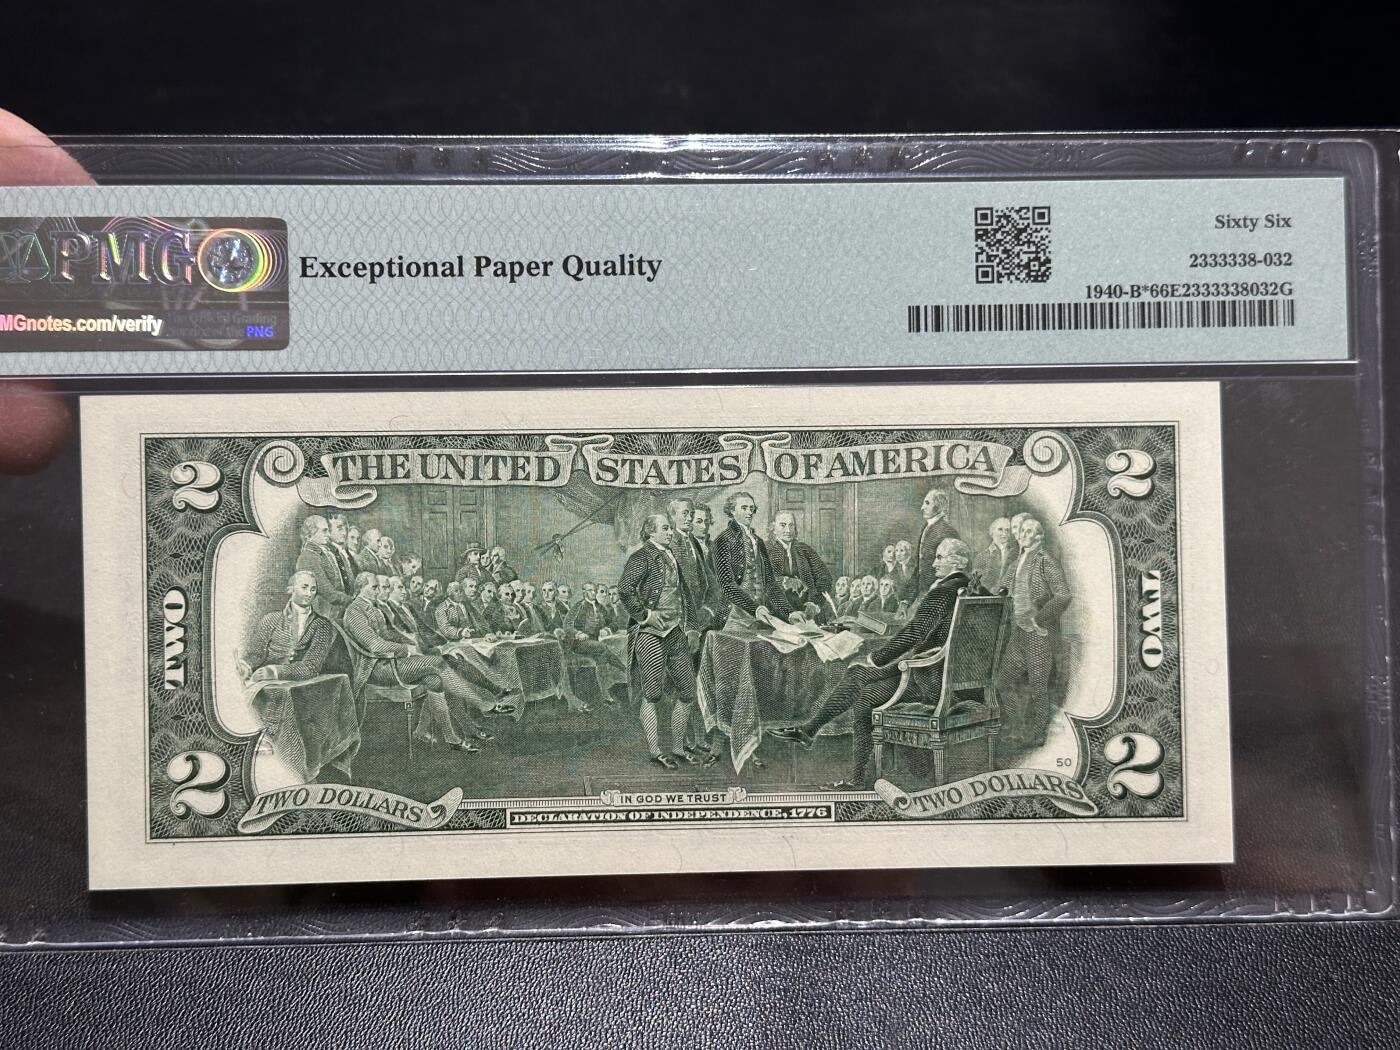 PMG
Exceptional Paper Quality
MGnotes.com/verify
PNG
Sixty Six
2333338-032
1940-B*66E2333338032G
2 THE UNITED STATES OF AMERICA 2
TWO
TWO
50
2 TWO DOLLARS IN GOD WE TRUST TWO DOLLARS 2
DECLARATION OF INDEPENDENCE, 1776